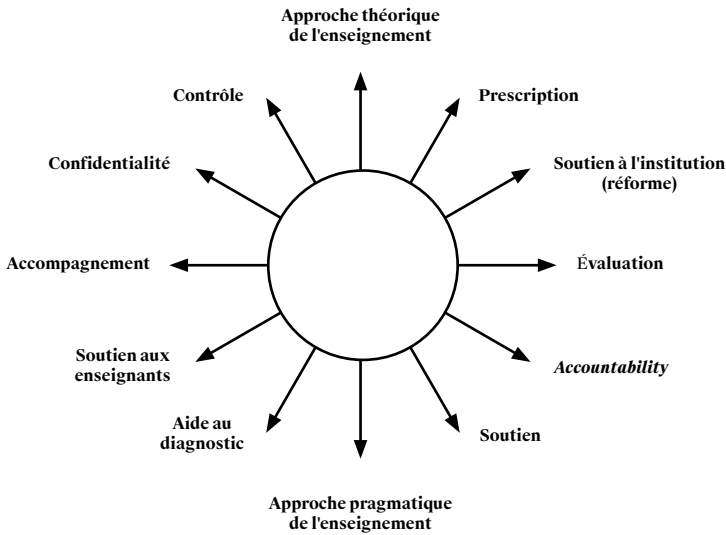 Approche théorique
de l'enseignement
Contrôle
Prescription
Confidentialité
Soutien à l'institution
(réforme)
Accompagnement
Évaluation
Soutien aux
enseignants
Accountability
Aide au
diagnostic
Soutien
Approche pragmatique
de l'enseignement